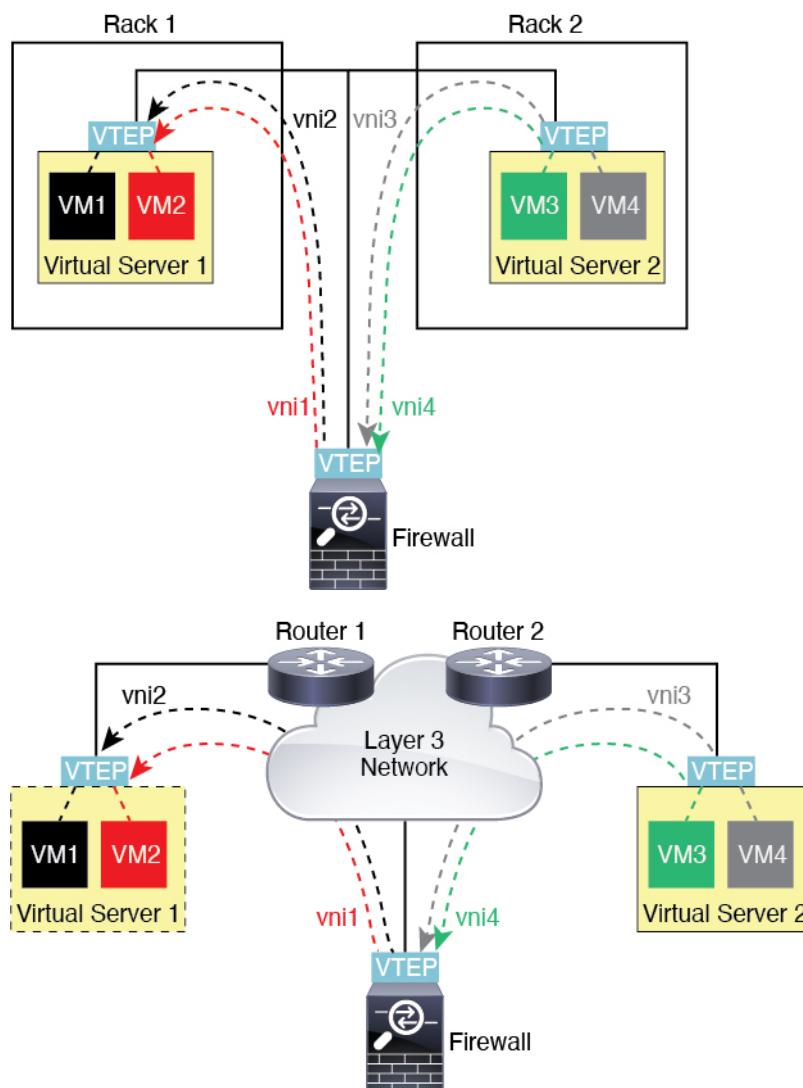 Rack 1
Rack 2
vni2
vni3
VTEP
VTEP
VM1
VM2
VM3
VM4
Virtual Server 1
Virtual Server 2
vni1
vni4
VTEP
Firewall
Router 1
Router 2
vni2
vni3
Layer 3
Network
VTEP
VTEP
VM1
VM2
VM3
VM4
Virtual Server 1
Virtual Server 2
vni1
vni4
VTEP
Firewall